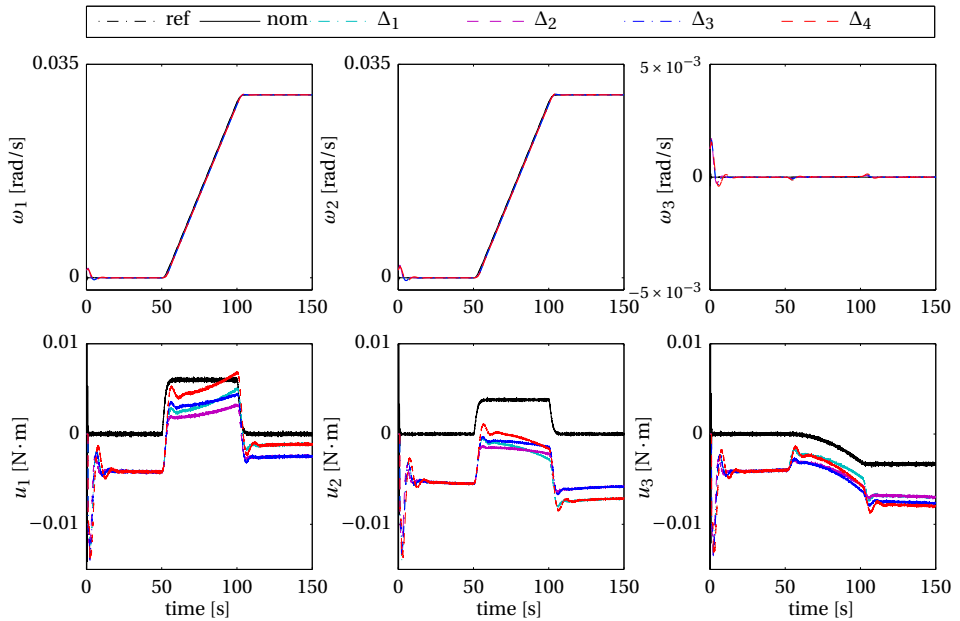 ref nom Δ1 Δ2 Δ3 Δ4
0.035 0.035 5 × 10⁻³
ω1 [rad/s] ω2 [rad/s] ω3 [rad/s]
0 0 0
−5 × 10⁻³
0 50 100 150 0 50 100 150 0 50 100 150
0.01 0.01 0.01
u1 [N · m] u2 [N · m] u3 [N · m]
0 0 0
−0.01 −0.01 −0.01
0 50 100 150 0 50 100 150 0 50 100 150
time [s] time [s] time [s]